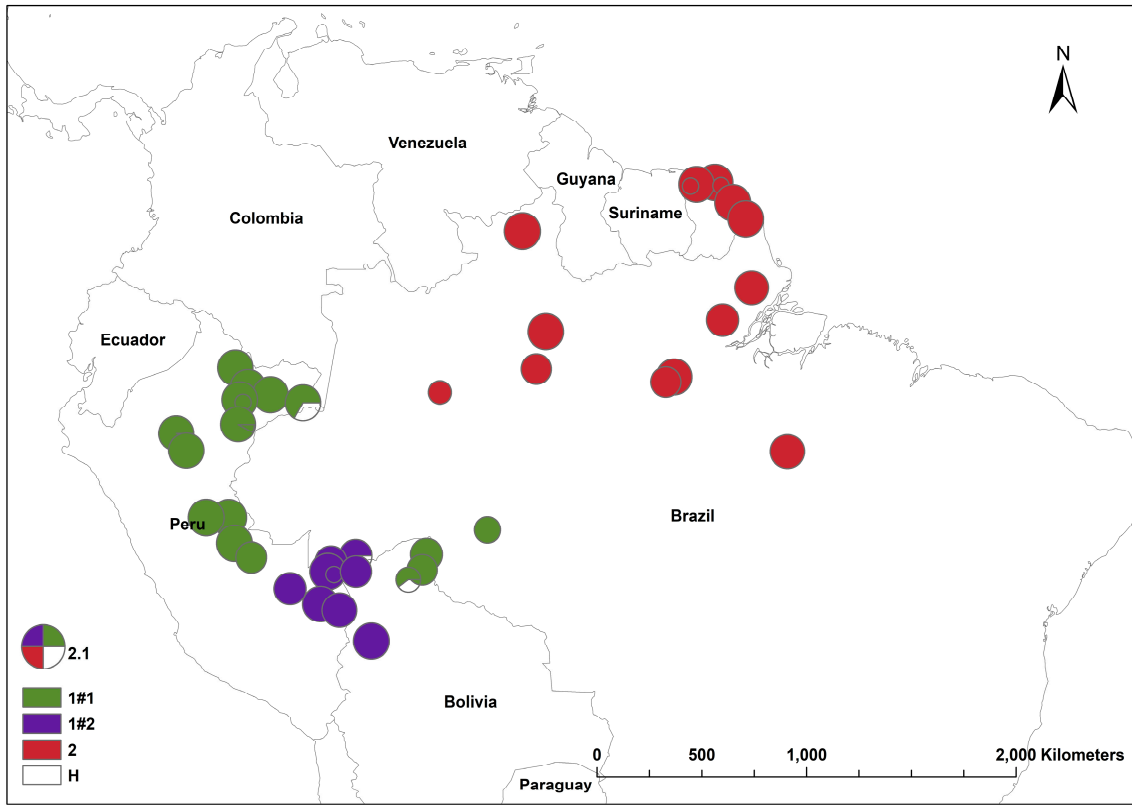 N
Venezuela
Guyana
Suriname
Colombia
Ecuador
Peru
Brazil
2.1
1#1
1#2
2
H
Bolivia
0 500 1,000 2,000 Kilometers
Paraguay